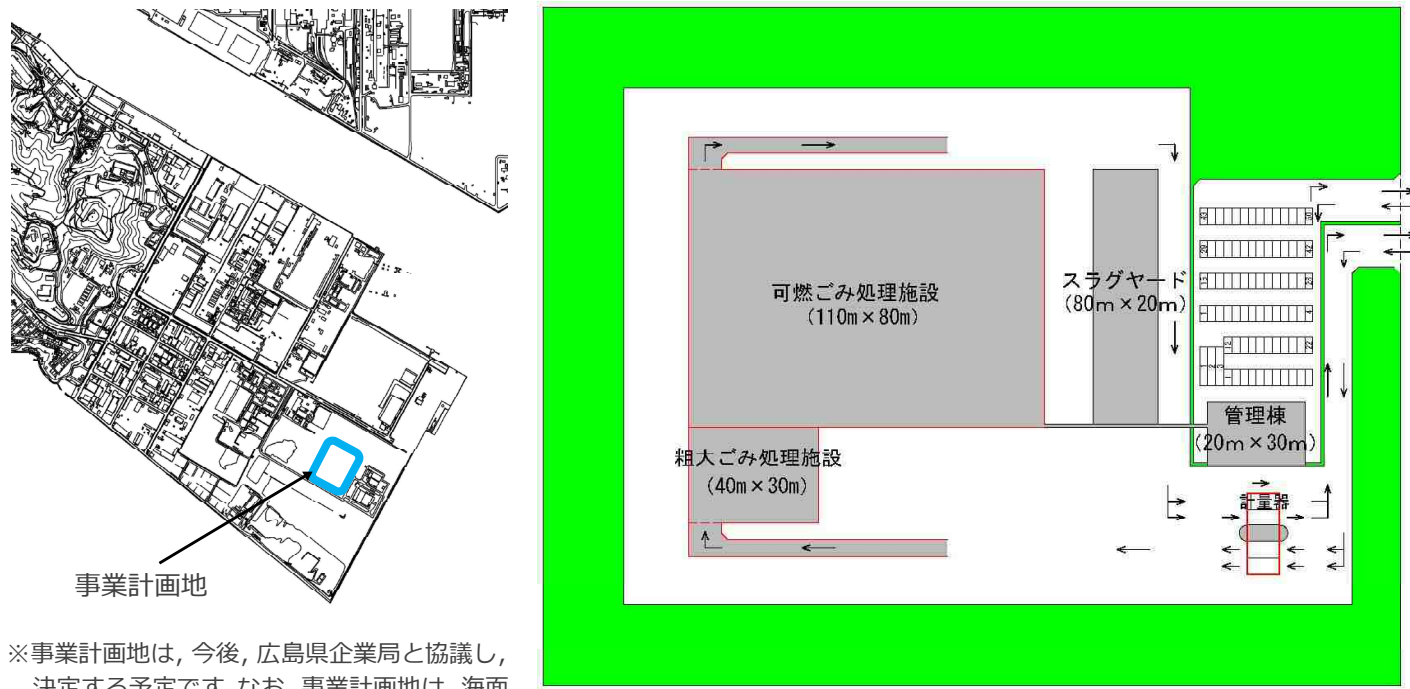 事業計画地
※事業計画地は, 今後, 広島県企業局と協議し,
決定する予定です。なお, 事業計画地は, 海面
可燃ごみ処理施設
(110m×80m)
スラグヤード
(80m×20m)
管理棟
(20m×30m)
粗大ごみ処理施設
(40m×30m)
計量器